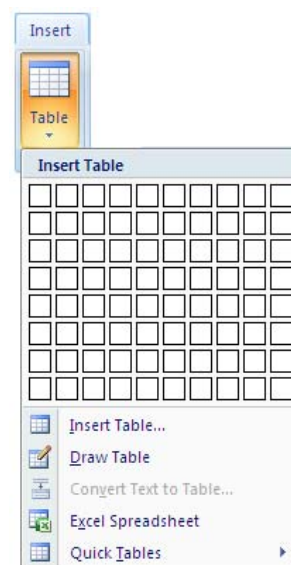 Insert
Table
Insert Table
Insert Table...
Draw Table
Convert Text to Table...
Excel Spreadsheet
Quick Tables